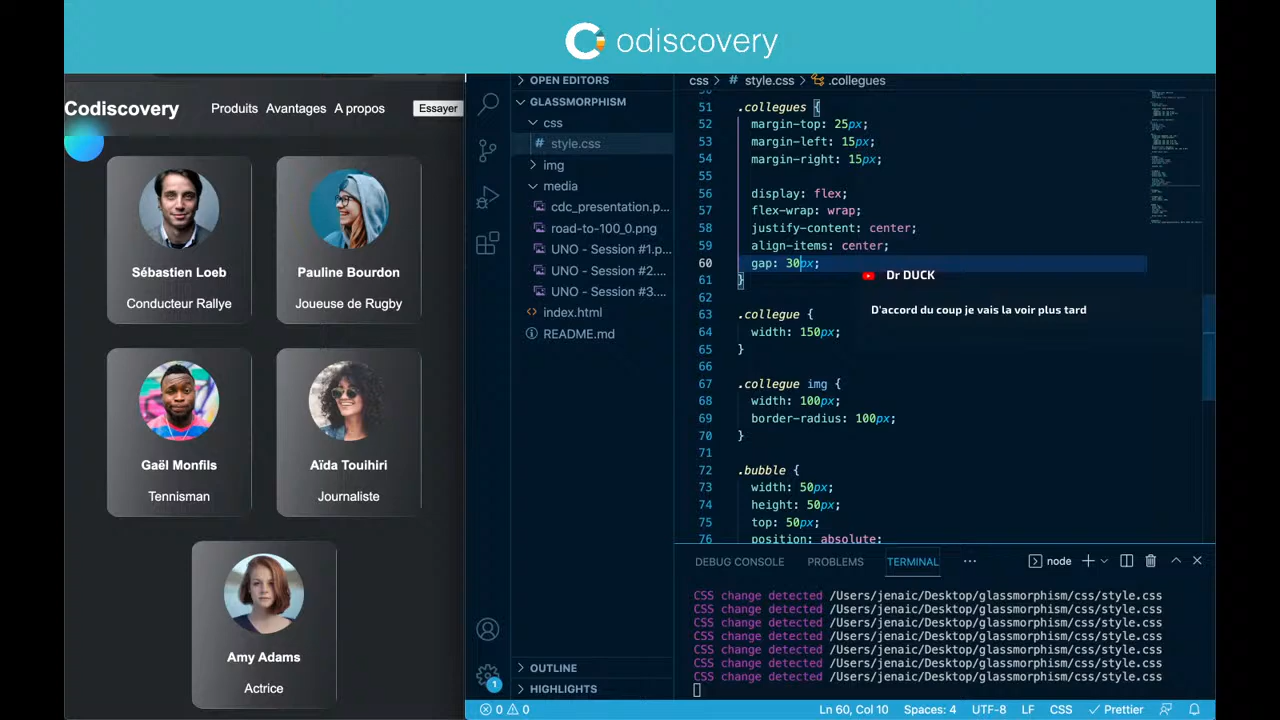 odiscovery
Codiscovery
Produits Avantages A propos
Essayer
Sébastien Loeb
Conducteur Rallye
Pauline Bourdon
Joueuse de Rugby
Gaël Monfils
Tennisman
Aïda Touihiri
Journaliste
Amy Adams
Actrice
OPEN EDITORS
GLASSMORPHISM
css
# style.css
img
media
cdc_presentation.p...
road-to-100_0.png
UNO - Session #1.p...
UNO - Session #2....
UNO - Session #3....
index.html
README.md
OUTLINE
HIGHLIGHTS
1
css > # style.css > .collegues
51 .collegues {
52 margin-top: 25px;
53 margin-left: 15px;
54 margin-right: 15px;
55
56 display: flex;
57 flex-wrap: wrap;
58 justify-content: center;
59 align-items: center;
60 gap: 30px;
61 }
62
63 .collegue {
64 width: 150px;
65 }
66
67 .collegue img {
68 width: 100px;
69 border-radius: 100px;
70 }
71
72 .bubble {
73 width: 50px;
74 height: 50px;
75 top: 50px;
76 position: absolute;
Dr DUCK
D'accord du coup je vais la voir plus tard
DEBUG CONSOLE PROBLEMS TERMINAL ... node
CSS change detected /Users/jenaic/Desktop/glassmorphism/css/style.css
CSS change detected /Users/jenaic/Desktop/glassmorphism/css/style.css
CSS change detected /Users/jenaic/Desktop/glassmorphism/css/style.css
CSS change detected /Users/jenaic/Desktop/glassmorphism/css/style.css
CSS change detected /Users/jenaic/Desktop/glassmorphism/css/style.css
CSS change detected /Users/jenaic/Desktop/glassmorphism/css/style.css
CSS change detected /Users/jenaic/Desktop/glassmorphism/css/style.css
0 0 Ln 60, Col 10 Spaces: 4 UTF-8 LF CSS Prettier